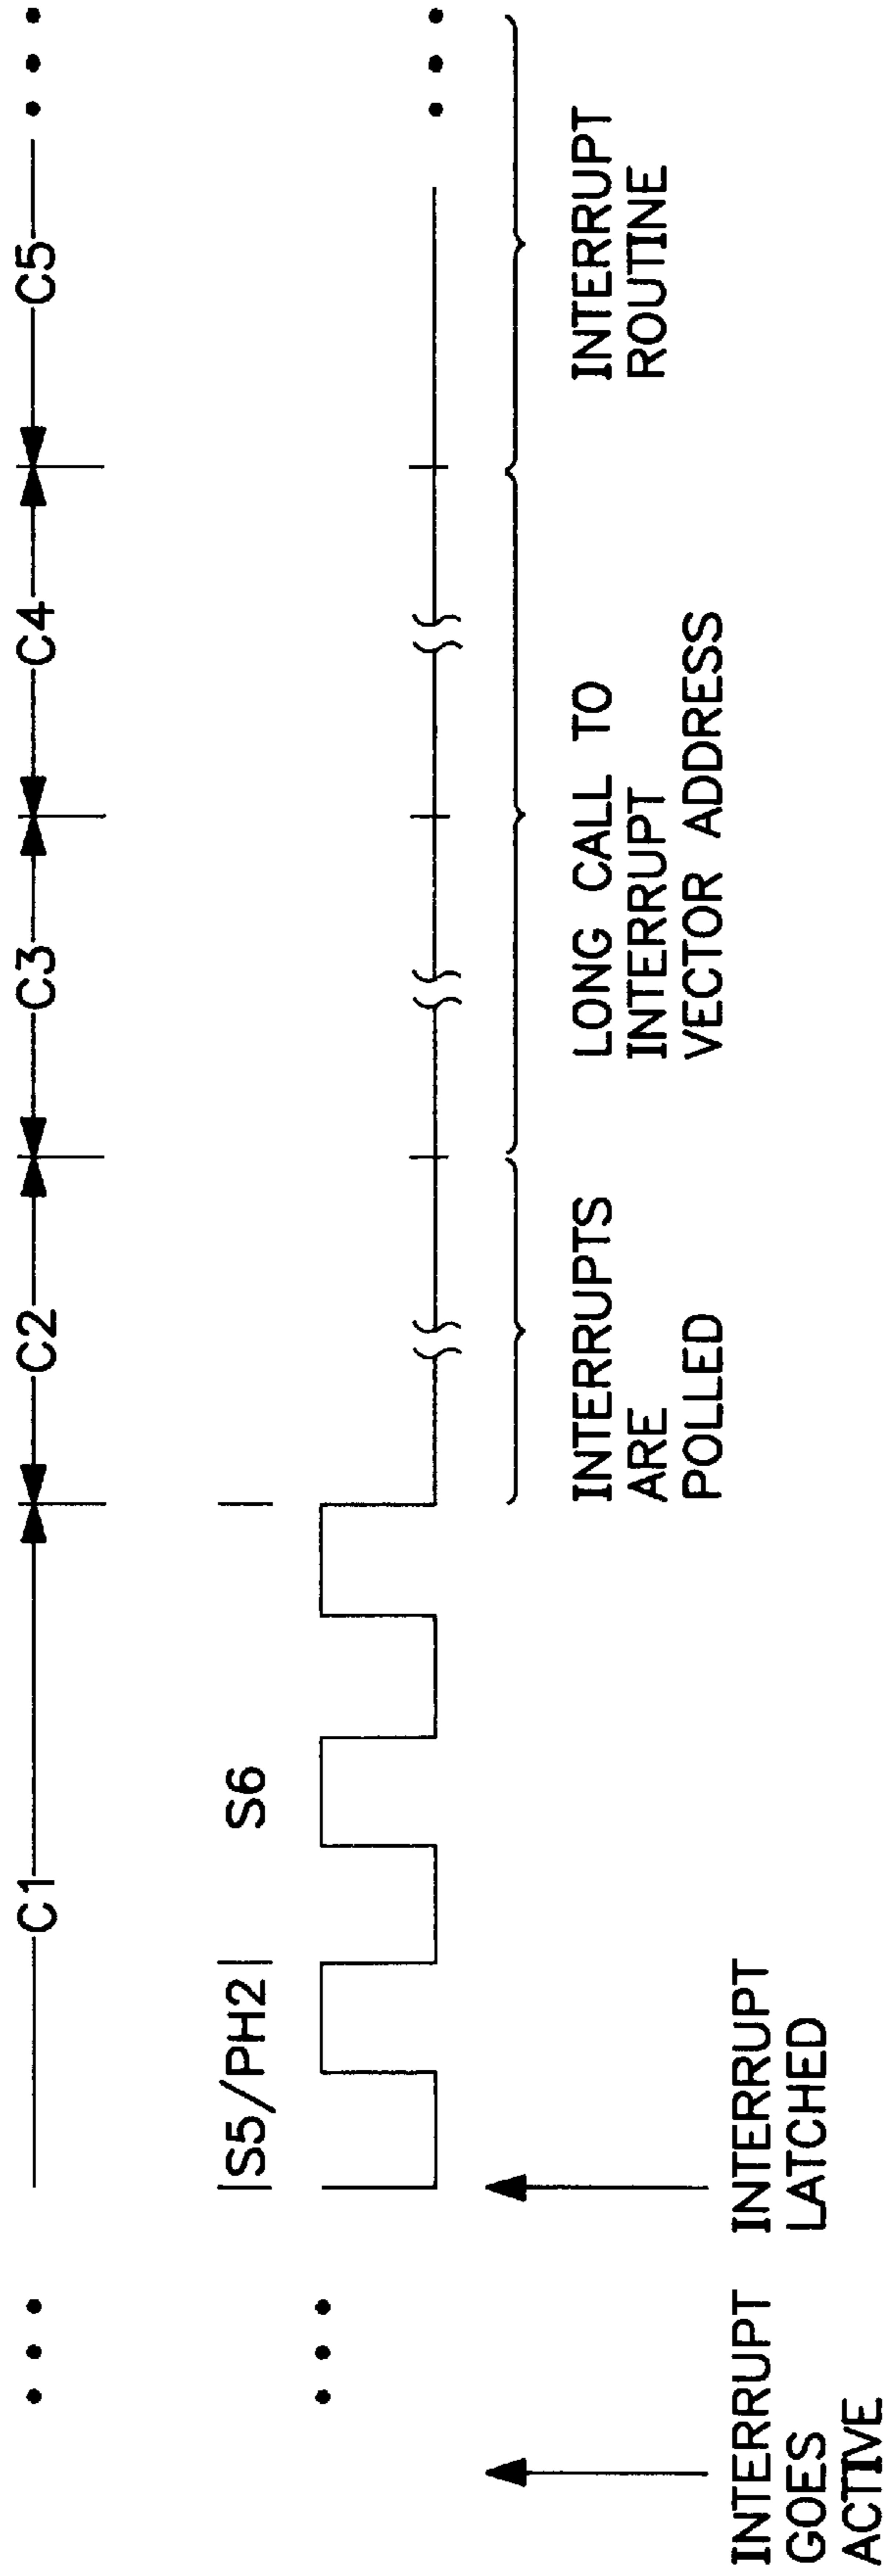 C1
C2
C3
C4
C5
|S5/PH2|
S6
INTERRUPT
GOES
ACTIVE
INTERRUPT
LATCHED
INTERRUPTS
ARE
POLLED
LONG CALL TO
INTERRUPT
VECTOR ADDRESS
INTERRUPT
ROUTINE